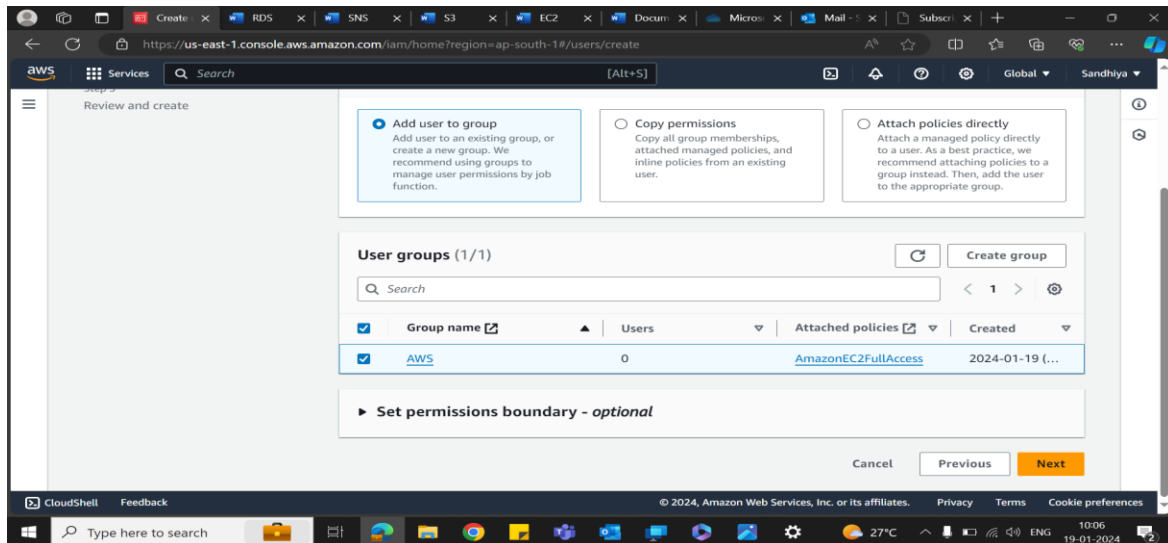 Create
RDS
SNS
S3
EC2
Docum
Micros
Mail - S
Subscri
https://us-east-1.console.aws.amazon.com/iam/home?region=ap-south-1#/users/create
aws
Services
Search
[Alt+S]
Global
Sandhiya
Step 3
Review and create
Add user to group
Add user to an existing group, or
create a new group. We
recommend using groups to
manage user permissions by job
function.
Copy permissions
Copy all group memberships,
attached managed policies, and
inline policies from an existing
user.
Attach policies directly
Attach a managed policy directly
to a user. As a best practice, we
recommend attaching policies to a
group instead. Then, add the user
to the appropriate group.
User groups (1/1)
Create group
Search
1
Group name
Users
Attached policies
Created
AWS
0
AmazonEC2FullAccess
2024-01-19 (...
Set permissions boundary - optional
Cancel
Previous
Next
CloudShell
Feedback
© 2024, Amazon Web Services, Inc. or its affiliates.
Privacy
Terms
Cookie preferences
Type here to search
27°C
ENG
10:06
19-01-2024
2